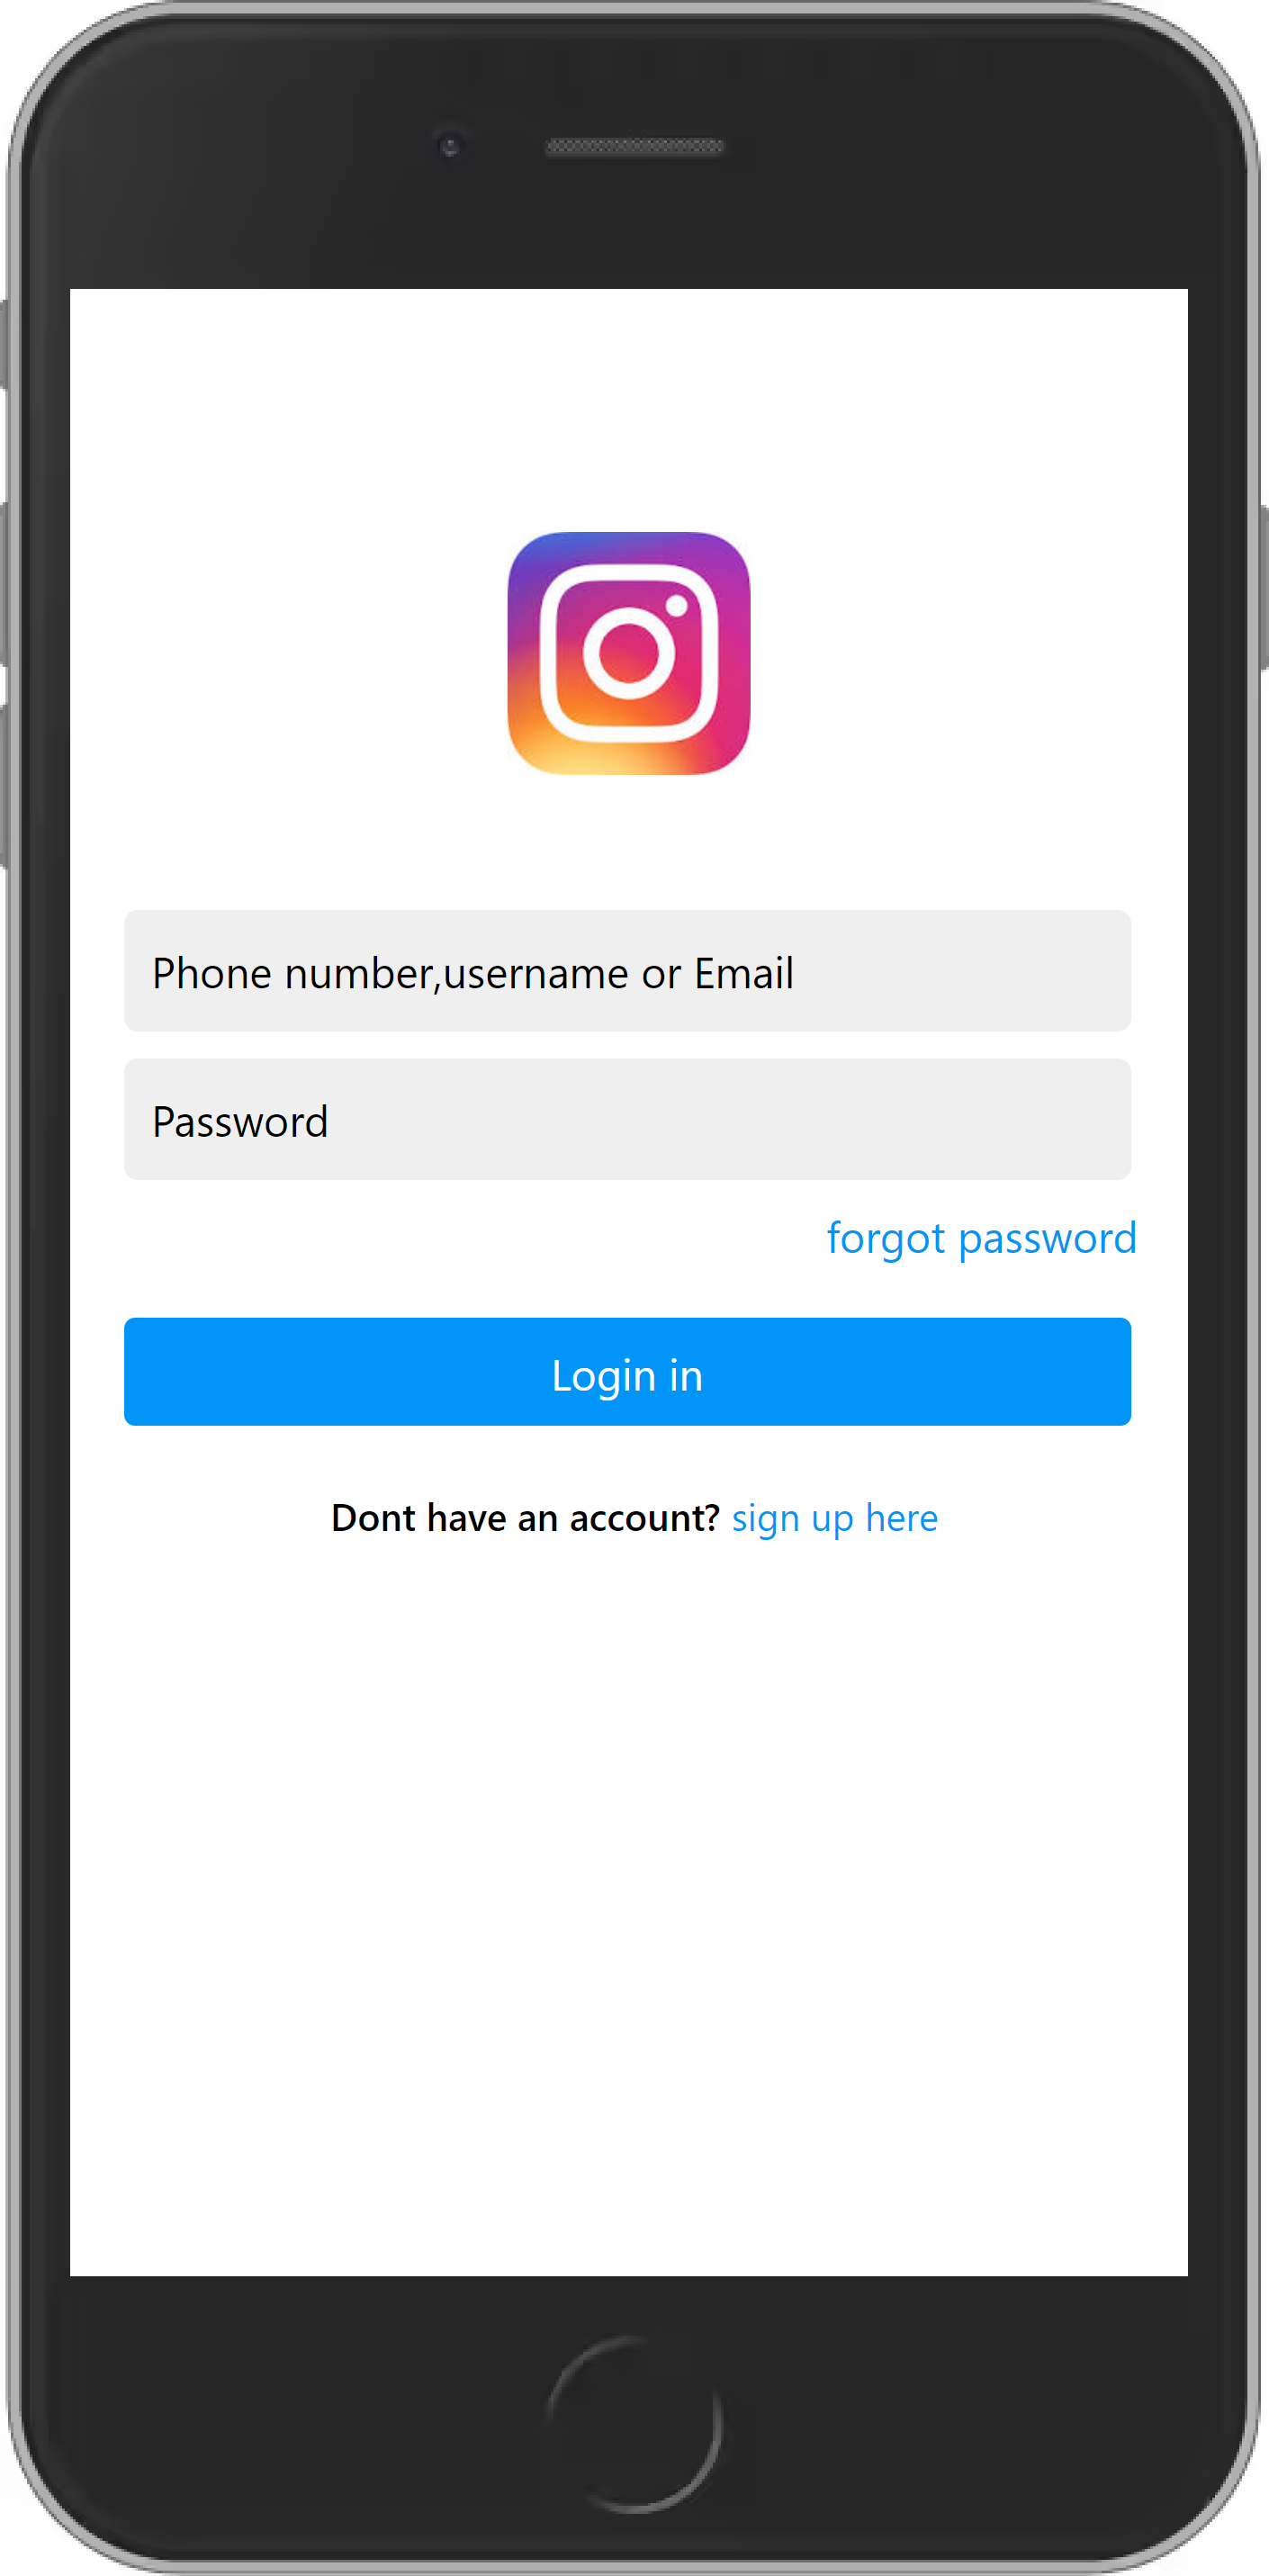 Phone number,username or Email
Password
forgot password
Login in
Dont have an account? sign up here